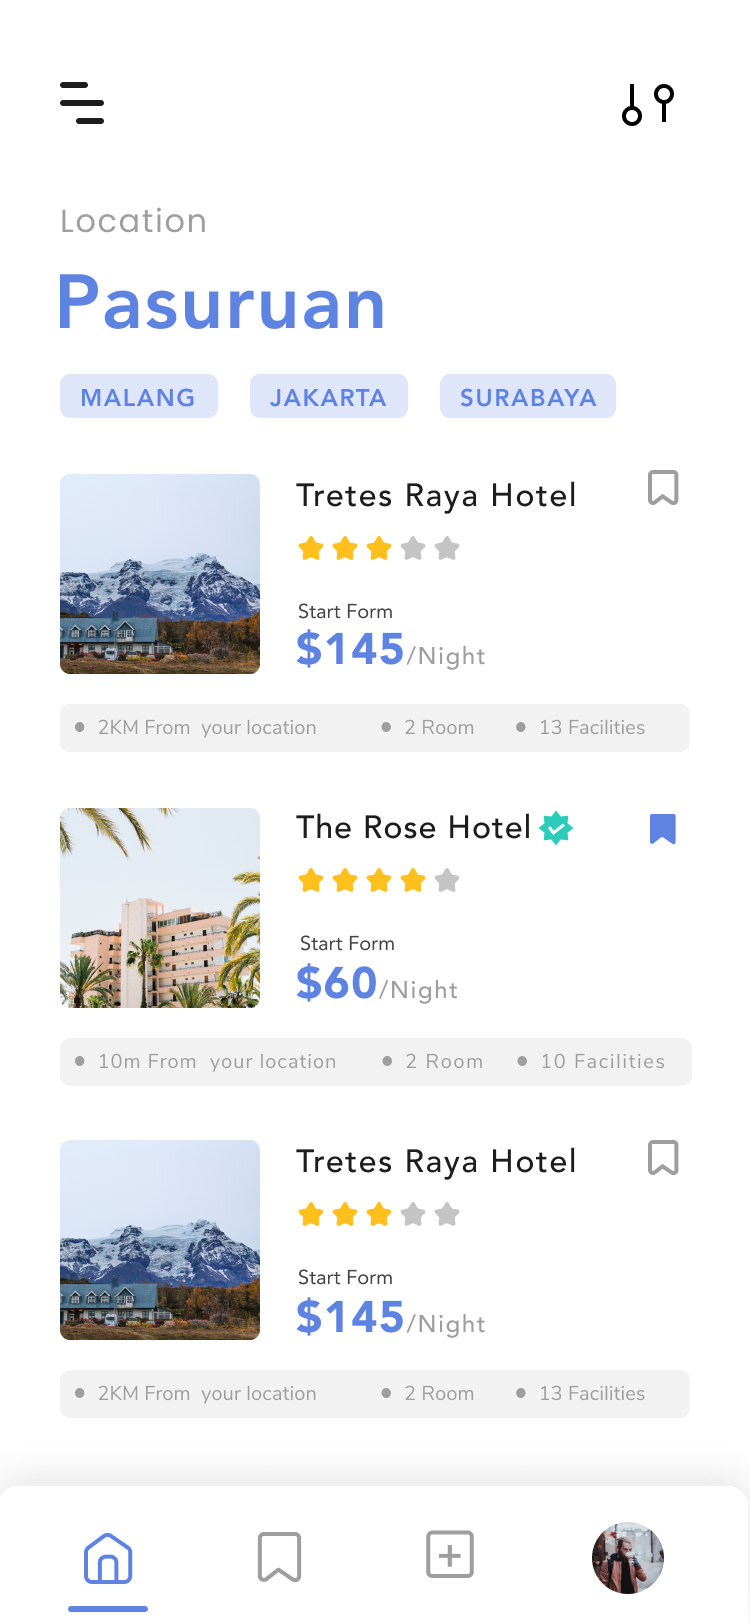 Location
Pasuruan
MALANG JAKARTA SURABAYA
Tretes Raya Hotel
Start Form
$145/Night
2KM From your location 2 Room 13 Facilities
The Rose Hotel
Start Form
$60/Night
10m From your location 2 Room 10 Facilities
Tretes Raya Hotel
Start Form
$145/Night
2KM From your location 2 Room 13 Facilities